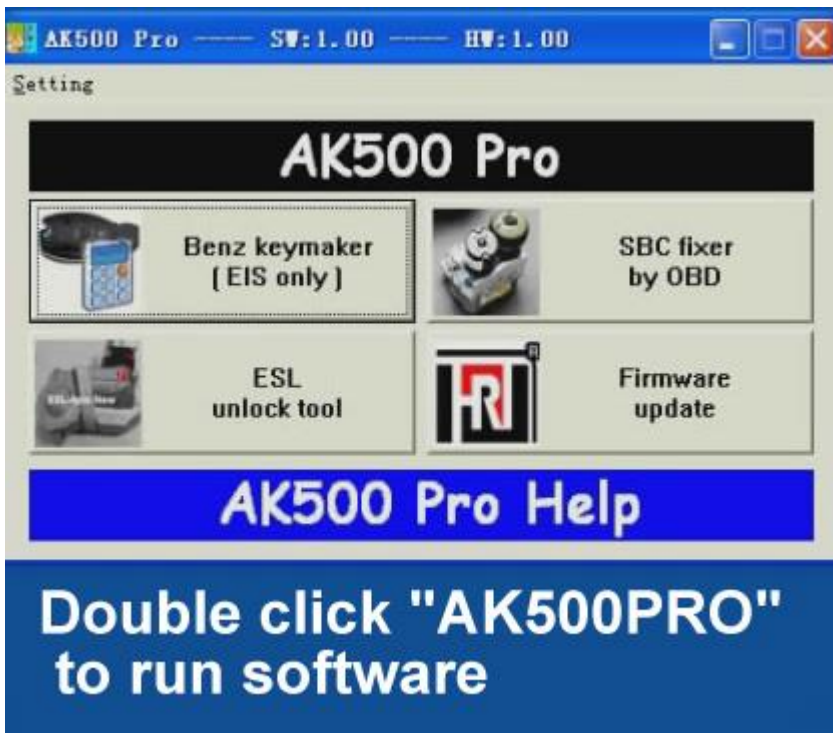 AK500 Pro ---- SW:1.00 ---- HW:1.00
Setting
AK500 Pro
Benz keymaker
( EIS only )
SBC fixer
by OBD
ESL
unlock tool
Firmware
update
AK500 Pro Help
Double click "AK500PRO"
to run software